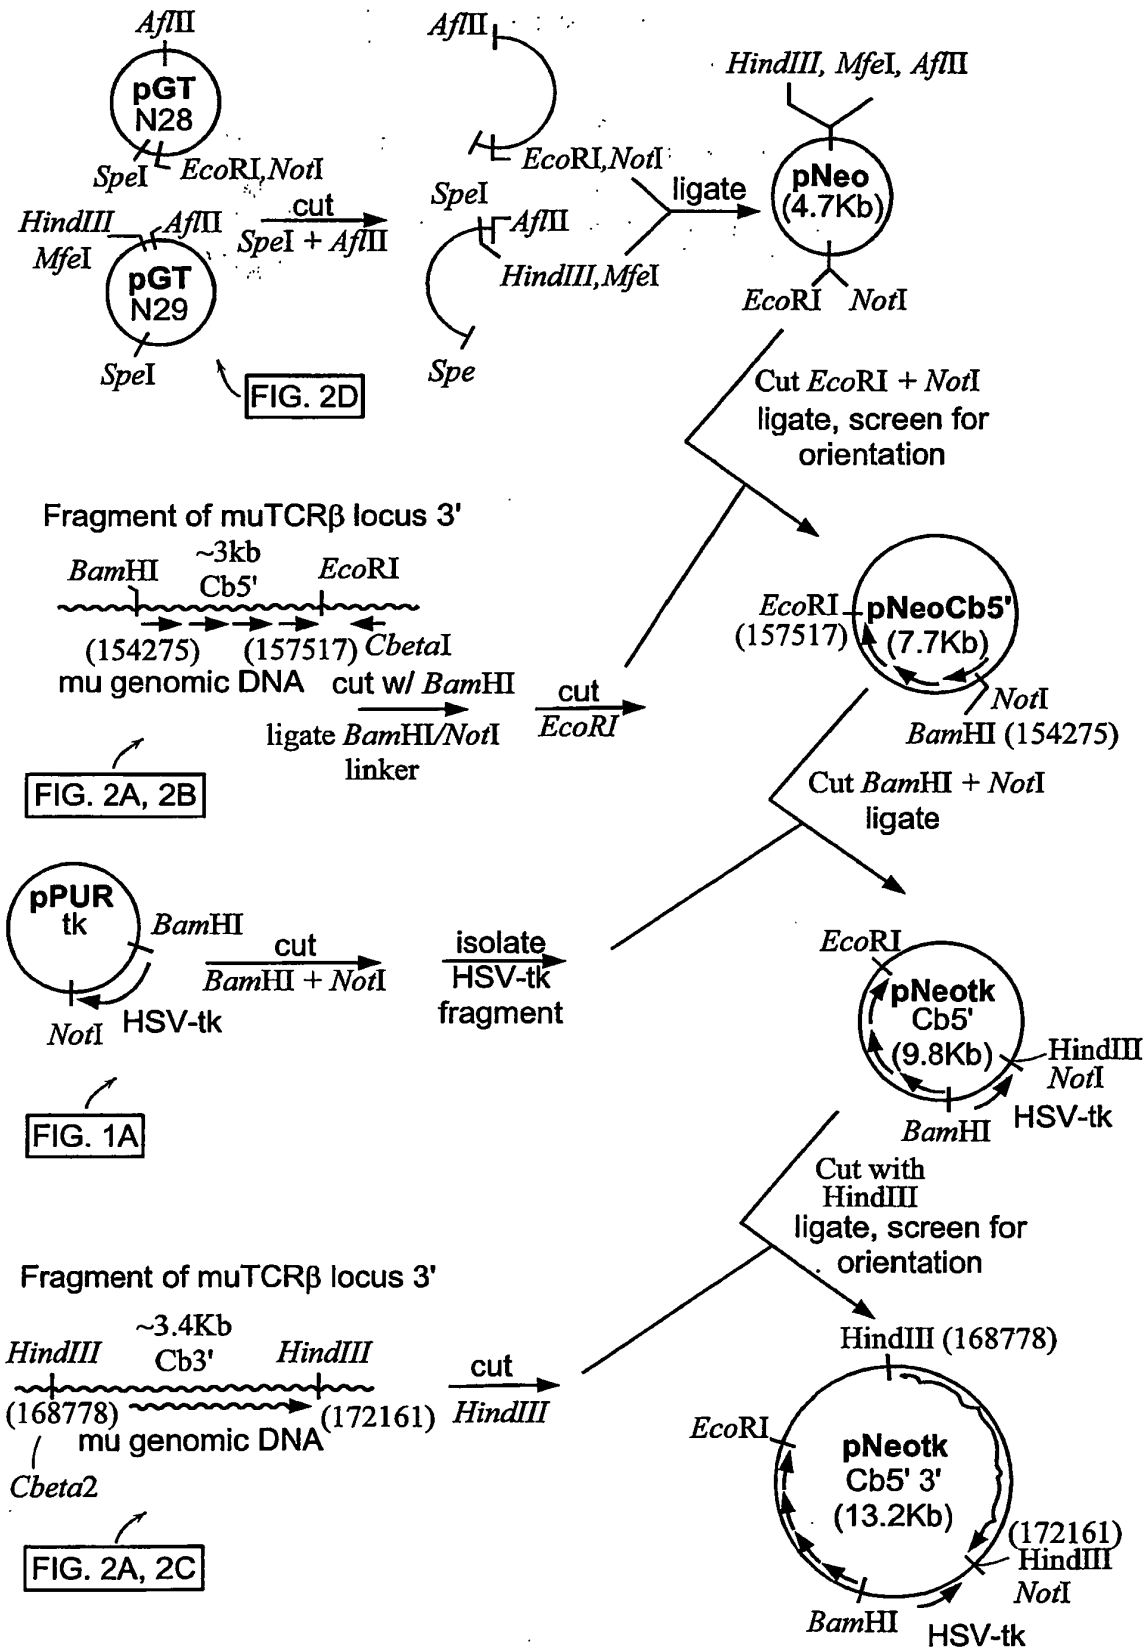 AflII
pGT
N28
SpeI
EcoRI,NotI
HindIII
AflII
MfeI
pGT
N29
SpeI
FIG. 2D
cut
SpeI + AflII
AflII
EcoRI,NotI
SpeI
AflII
HindIII,MfeI
Spe
ligate
HindIII, MfeI, AflII
pNeo
(4.7Kb)
EcoRI NotI
Cut EcoRI + NotI
ligate, screen for
orientation
Fragment of muTCRβ locus 3'
~3kb
BamHI Cb5' EcoRI
(154275) (157517) CbetaI
mu genomic DNA
cut w/ BamHI
ligate BamHI/NotI
linker
cut
EcoRI
FIG. 2A, 2B
EcoRI
(157517)
pNeoCb5'
(7.7Kb)
NotI
BamHI (154275)
Cut BamHI + NotI
ligate
pPUR
tk
BamHI
HSV-tk
NotI
cut
BamHI + NotI
isolate
HSV-tk
fragment
FIG. 1A
EcoRI
pNeotk
Cb5'
(9.8Kb)
HindIII
NotI
HSV-tk
BamHI
Cut with
HindIII
ligate, screen for
orientation
Fragment of muTCRβ locus 3'
~3.4Kb
HindIII Cb3' HindIII
(168778) (172161)
mu genomic DNA
Cbeta2
cut
HindIII
FIG. 2A, 2C
HindIII (168778)
EcoRI
pNeotk
Cb5' 3'
(13.2Kb)
(172161)
HindIII
NotI
BamHI
HSV-tk